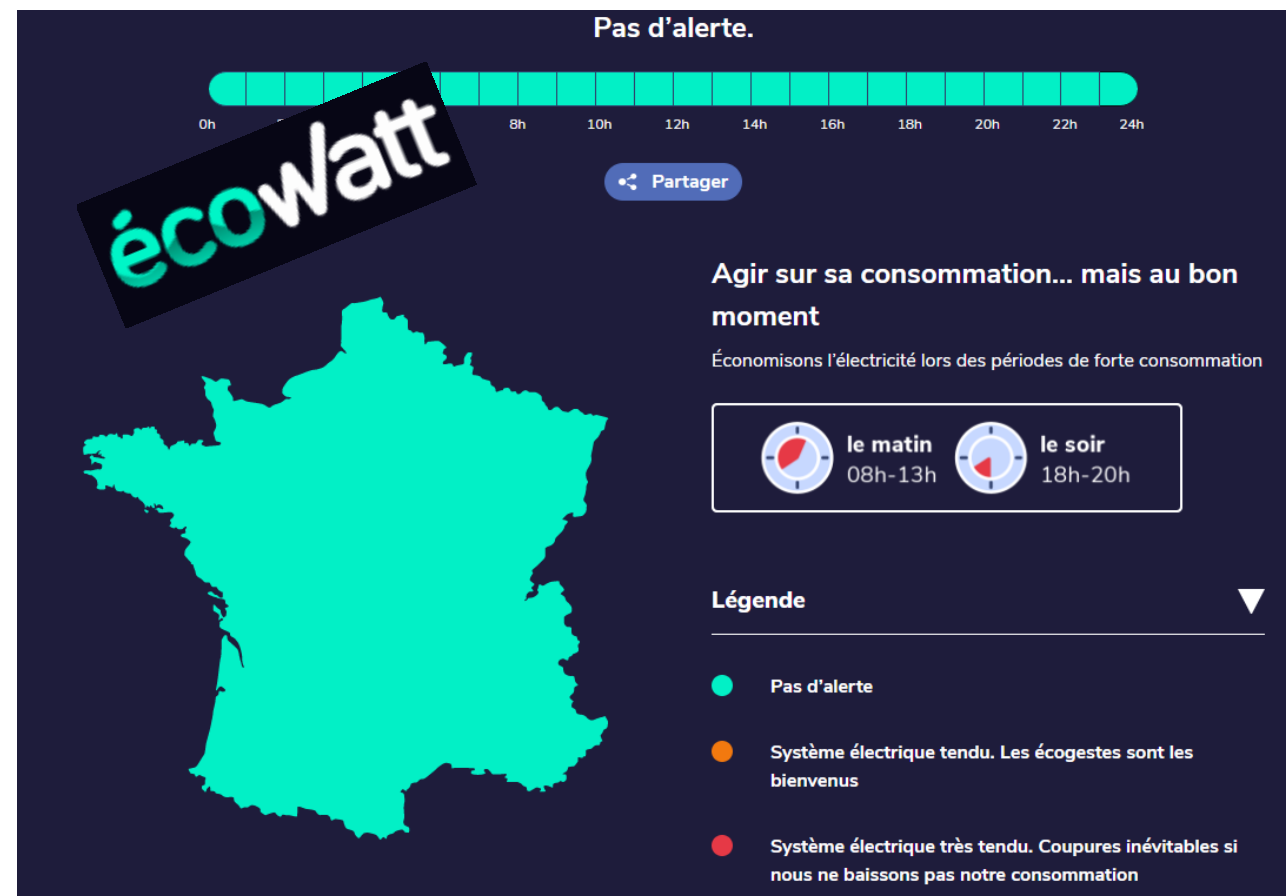 Pas d'alerte.
0h 8h 10h 12h 14h 16h 18h 20h 22h 24h
écowatt
Partager
Agir sur sa consommation... mais au bon
moment
Économisons l'électricité lors des périodes de forte consommation
le matin
08h-13h
le soir
18h-20h
Légende
Pas d'alerte
Système électrique tendu. Les écogestes sont les
bienvenus
Système électrique très tendu. Coupures inévitables si
nous ne baissons pas notre consommation